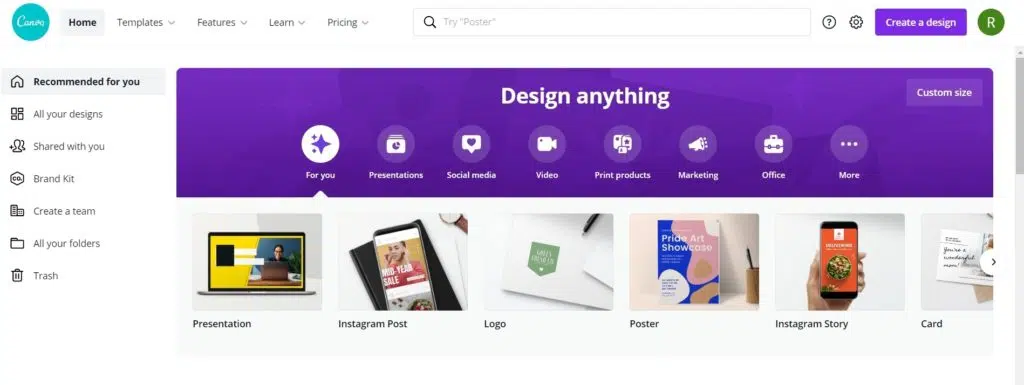 Canva
Home
Templates
Features
Learn
Pricing
Try "Poster"
Create a design
R
Recommended for you
All your designs
Shared with you
Brand Kit
Create a team
All your folders
Trash
Design anything
Custom size
For you
Presentations
Social media
Video
Print products
Marketing
Office
More
MID-YEAR
SALE
Pride Art
Showcase
DELIVERING
Presentation
Instagram Post
Logo
Poster
Instagram Story
Card